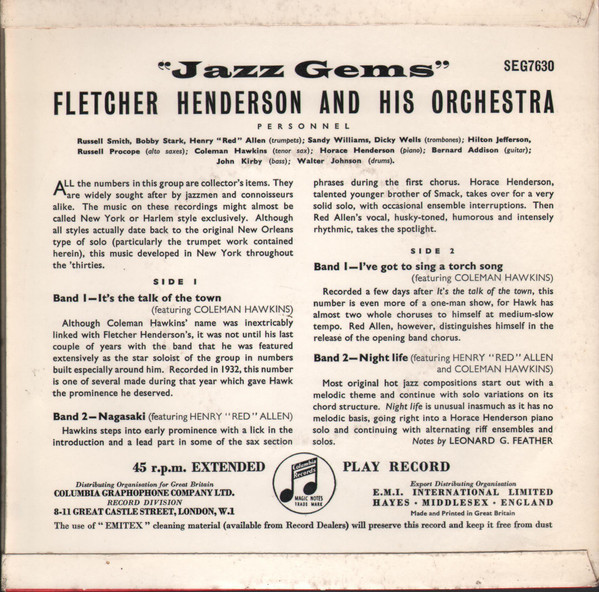 "Jazz Gems"
SEG7630
FLETCHER HENDERSON AND HIS ORCHESTRA
PERSONNEL
Russell Smith, Bobby Stark, Henry "Red" Allen (trumpets); Sandy Williams, Dicky Wells (trombones); Hilton Jefferson,
Russell Procope (alto saxes); Coleman Hawkins (tenor sax); Horace Henderson (piano); Bernard Addison (guitar);
John Kirby (bass); Walter Johnson (drums).
ALL the numbers in this group are collector's items. They
are widely sought after by jazzmen and connoisseurs
alike. The music on these recordings might almost be
called New York or Harlem style exclusively. Although
all styles actually date back to the original New Orleans
type of solo (particularly the trumpet work contained
herein), this music developed in New York throughout
the 'thirties.
SIDE 1
Band 1—It's the talk of the town
(featuring COLEMAN HAWKINS)
Although Coleman Hawkins' name was inextricably
linked with Fletcher Henderson's, it was not until his last
couple of years with the band that he was featured
extensively as the star soloist of the group in numbers
built especially around him. Recorded in 1932, this number
is one of several made during that year which gave Hawk
the prominence he deserved.
Band 2—Nagasaki (featuring HENRY "RED" ALLEN)
Hawkins steps into early prominence with a lick in the
introduction and a lead part in some of the sax section
phrases during the first chorus. Horace Henderson,
talented younger brother of Smack, takes over for a very
solid solo, with occasional ensemble interruptions. Then
Red Allen's vocal, husky-toned, humorous and intensely
rhythmic, takes the spotlight.
SIDE 2
Band 1—I've got to sing a torch song
(featuring COLEMAN HAWKINS)
Recorded a few days after It's the talk of the town, this
number is even more of a one-man show, for Hawk has
almost two whole choruses to himself at medium-slow
tempo. Red Allen, however, distinguishes himself in the
release of the opening band chorus.
Band 2—Night life (featuring HENRY "RED" ALLEN
and COLEMAN HAWKINS)
Most original hot jazz compositions start out with a
melodic theme and continue with solo variations on its
chord structure. Night life is unusual inasmuch as it has no
melodic basis, going right into a Horace Henderson piano
solo and continuing with alternating riff ensembles and
solos. Notes by LEONARD G. FEATHER
45 r.p.m. EXTENDED PLAY RECORD
Distributing Organisation for Great Britain
COLUMBIA GRAPHOPHONE COMPANY LTD.
RECORD DIVISION
8-11 GREAT CASTLE STREET, LONDON, W.1
Columbia
Records
MAGIC NOTES
TRADE MARK
Export Distributing Organisation
E.M.I. INTERNATIONAL LIMITED
HAYES · MIDDLESEX · ENGLAND
Made and Printed in Great Britain
The use of "EMITEX" cleaning material (available from Record Dealers) will preserve this record and keep it free from dust